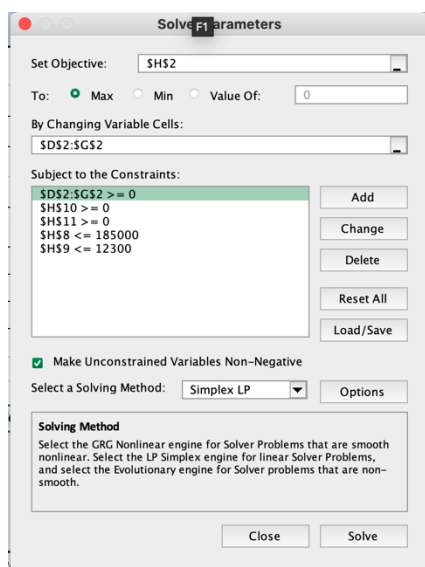 Solver Parameters
F1
Set Objective: $H$2
To: Max Min Value Of: 0
By Changing Variable Cells:
$D$2:$G$2
Subject to the Constraints:
$D$2:$G$2 >= 0
$H$10 >= 0
$H$11 >= 0
$H$8 <= 185000
$H$9 <= 12300
Add
Change
Delete
Reset All
Load/Save
Make Unconstrained Variables Non-Negative
Select a Solving Method: Simplex LP Options
Solving Method
Select the GRG Nonlinear engine for Solver Problems that are smooth
nonlinear. Select the LP Simplex engine for linear Solver Problems,
and select the Evolutionary engine for Solver problems that are non-
smooth.
Close Solve